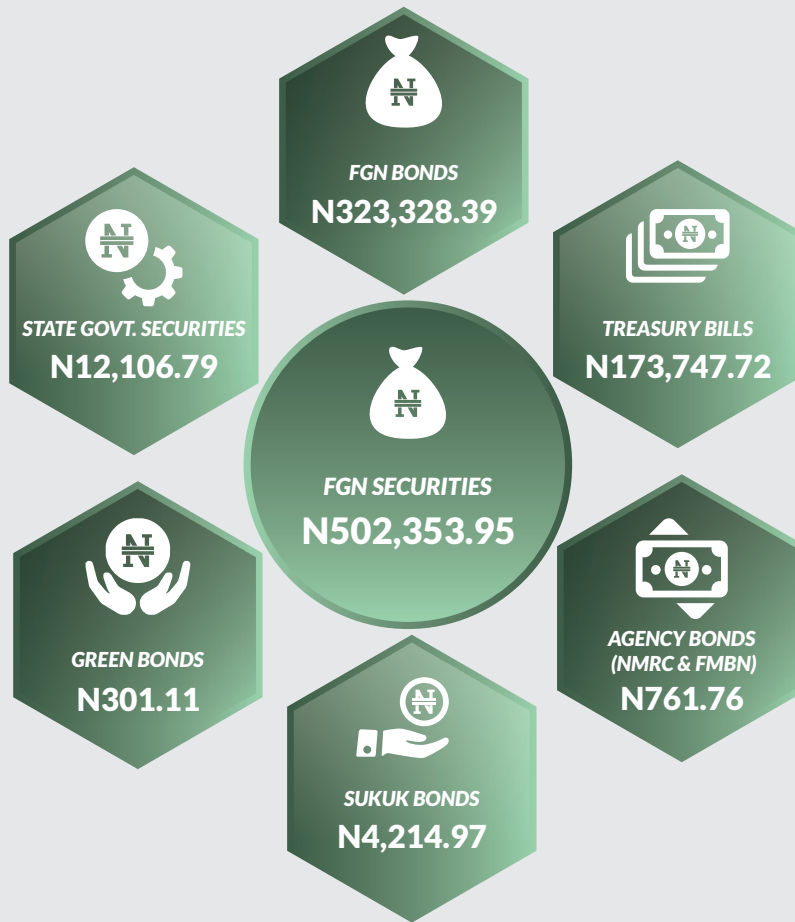 FGN BONDS
N323,328.39
STATE GOVT. SECURITIES
N12,106.79
TREASURY BILLS
N173,747.72
FGN SECURITIES
N502,353.95
GREEN BONDS
N301.11
AGENCY BONDS
(NMRC & FMBN)
N761.76
SUKUK BONDS
N4,214.97